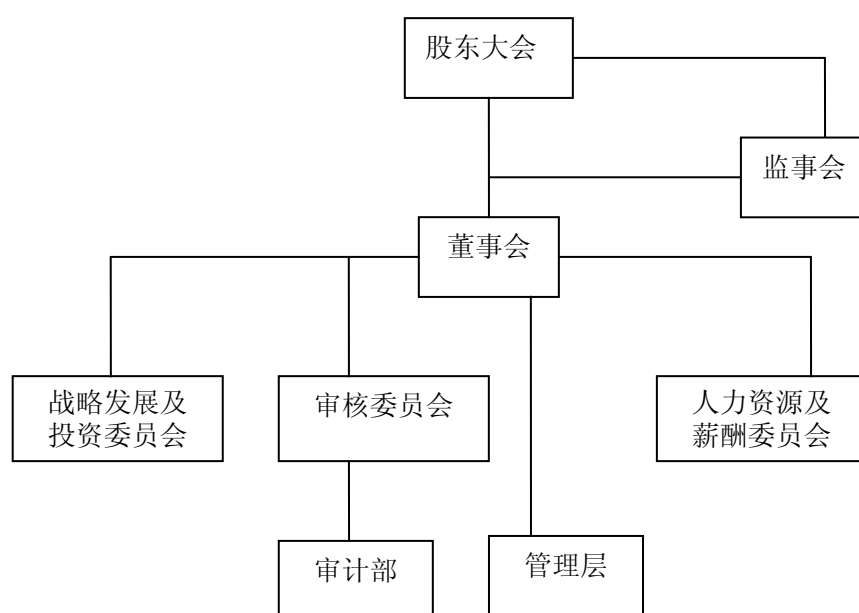 股东大会
监事会
董事会
战略发展及
投资委员会
审核委员会
人力资源及
薪酬委员会
审计部
管理层